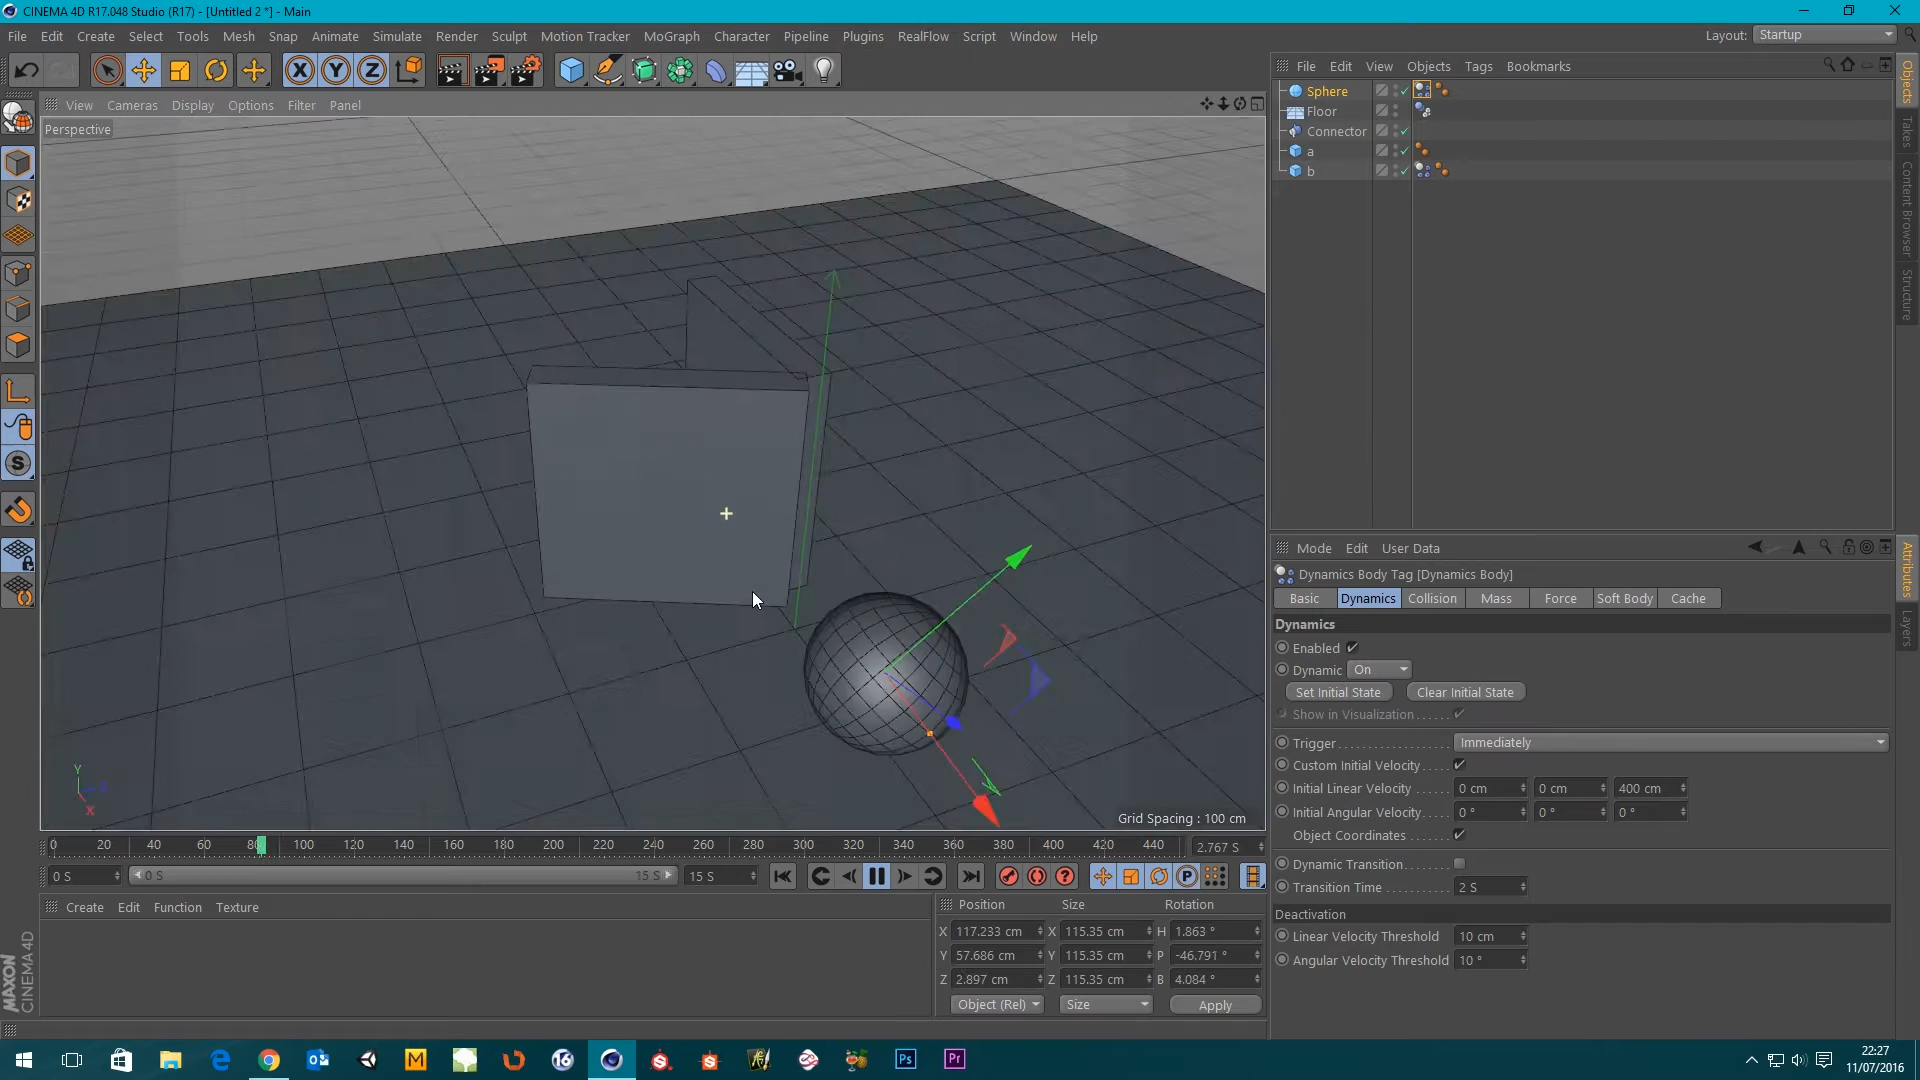 CINEMA 4D R17.048 Studio (R17) - [Untitled 2 *] - Main
File Edit Create Select Tools Mesh Snap Animate Simulate Render Sculpt Motion Tracker MoGraph Character Pipeline Plugins RealFlow Script Window Help
Layout: Startup
View Cameras Display Options Filter Panel
Perspective
File Edit View Objects Tags Bookmarks
Sphere
Floor
Connector
a
b
Objects
Takes
Content Browser
Structure
Grid Spacing : 100 cm
Y
Z
X
Mode Edit User Data
Attributes
Layers
Dynamics Body Tag [Dynamics Body]
Basic Dynamics Collision Mass Force Soft Body Cache
Dynamics
Enabled
Dynamic On
Set Initial State Clear Initial State
Show in Visualization
Trigger Immediately
Custom Initial Velocity
Initial Linear Velocity 0 cm 0 cm 400 cm
Initial Angular Velocity 0 ° 0 ° 0 °
Object Coordinates
Dynamic Transition
Transition Time 2 S
Deactivation
Linear Velocity Threshold 10 cm
Angular Velocity Threshold 10 °
0 20 40 60 80 100 120 140 160 180 200 220 240 260 280 300 320 340 360 380 400 420 440 2.767 S
0 S 0 S 15 S 15 S
Create Edit Function Texture
Position Size Rotation
X 117.233 cm X 115.35 cm H 1.863 °
Y 57.686 cm Y 115.35 cm P -46.791 °
Z 2.897 cm Z 115.35 cm B 4.084 °
Object (Rel) Size Apply
MAXON
CINEMA 4D
22:27
11/07/2016